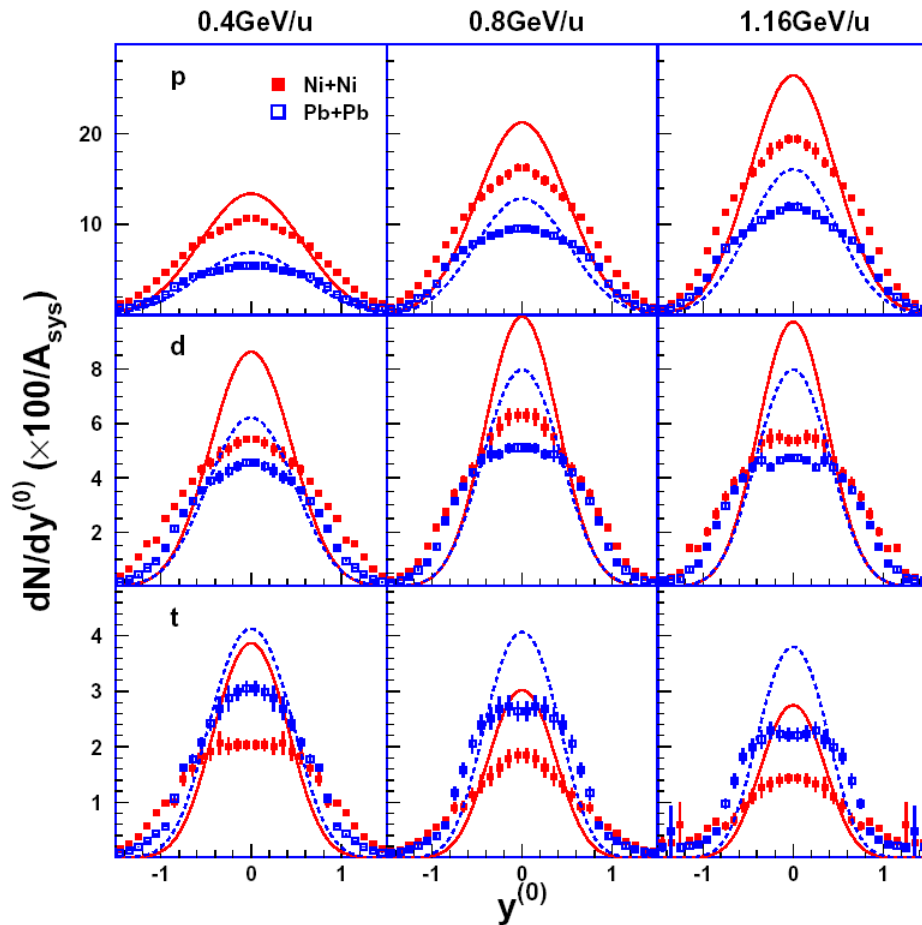 0.4GeV/u 0.8GeV/u 1.16GeV/u
p
Ni+Ni
Pb+Pb
20
10
d
8
6
4
2
t
4
3
2
1
-1 0 1 -1 0 1 -1 0 1
dN/dy^(0) (×100/A_sys)
y^(0)